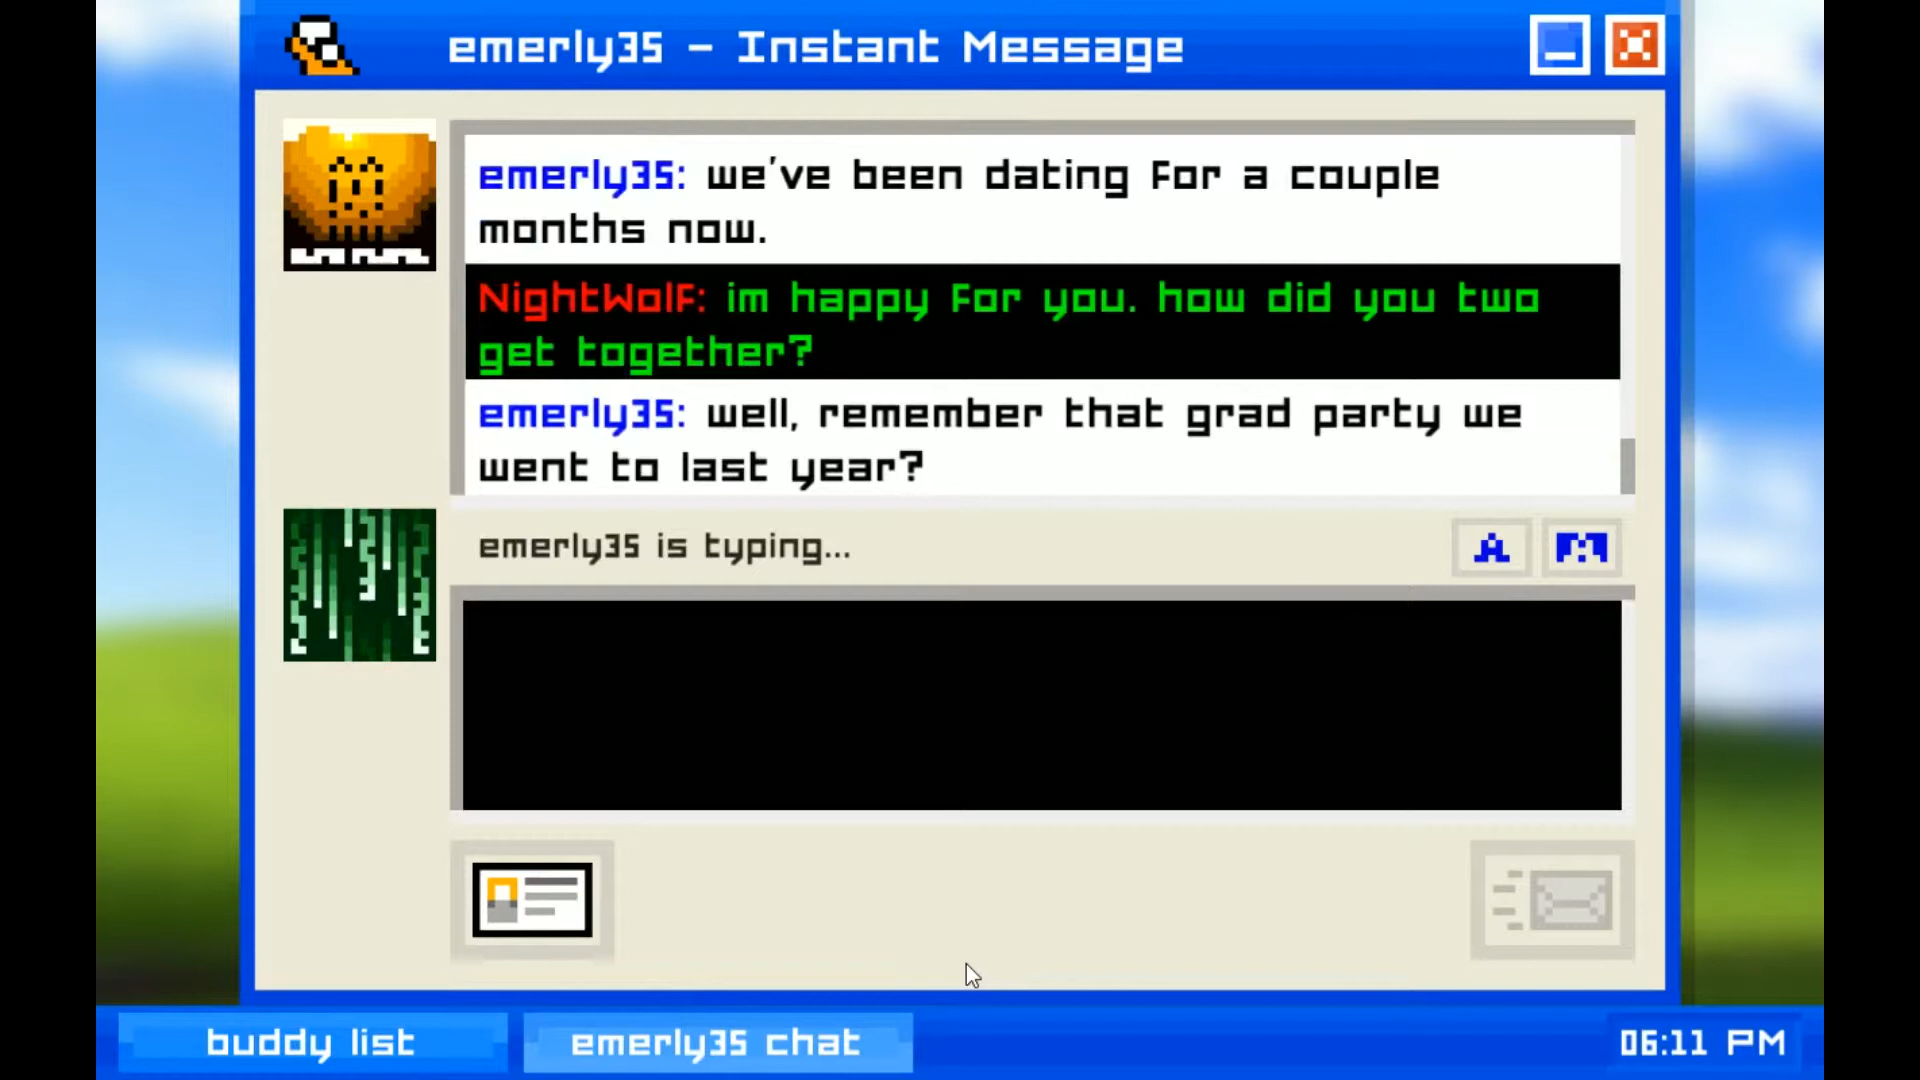 emerly35 - Instant Message
emerly35: we've been dating for a couple
months now.
NightWolf: im happy for you. how did you two
get together?
emerly35: well, remember that grad party we
went to last year?
emerly35 is typing...
A
buddy list
emerly35 chat
06:11 PM